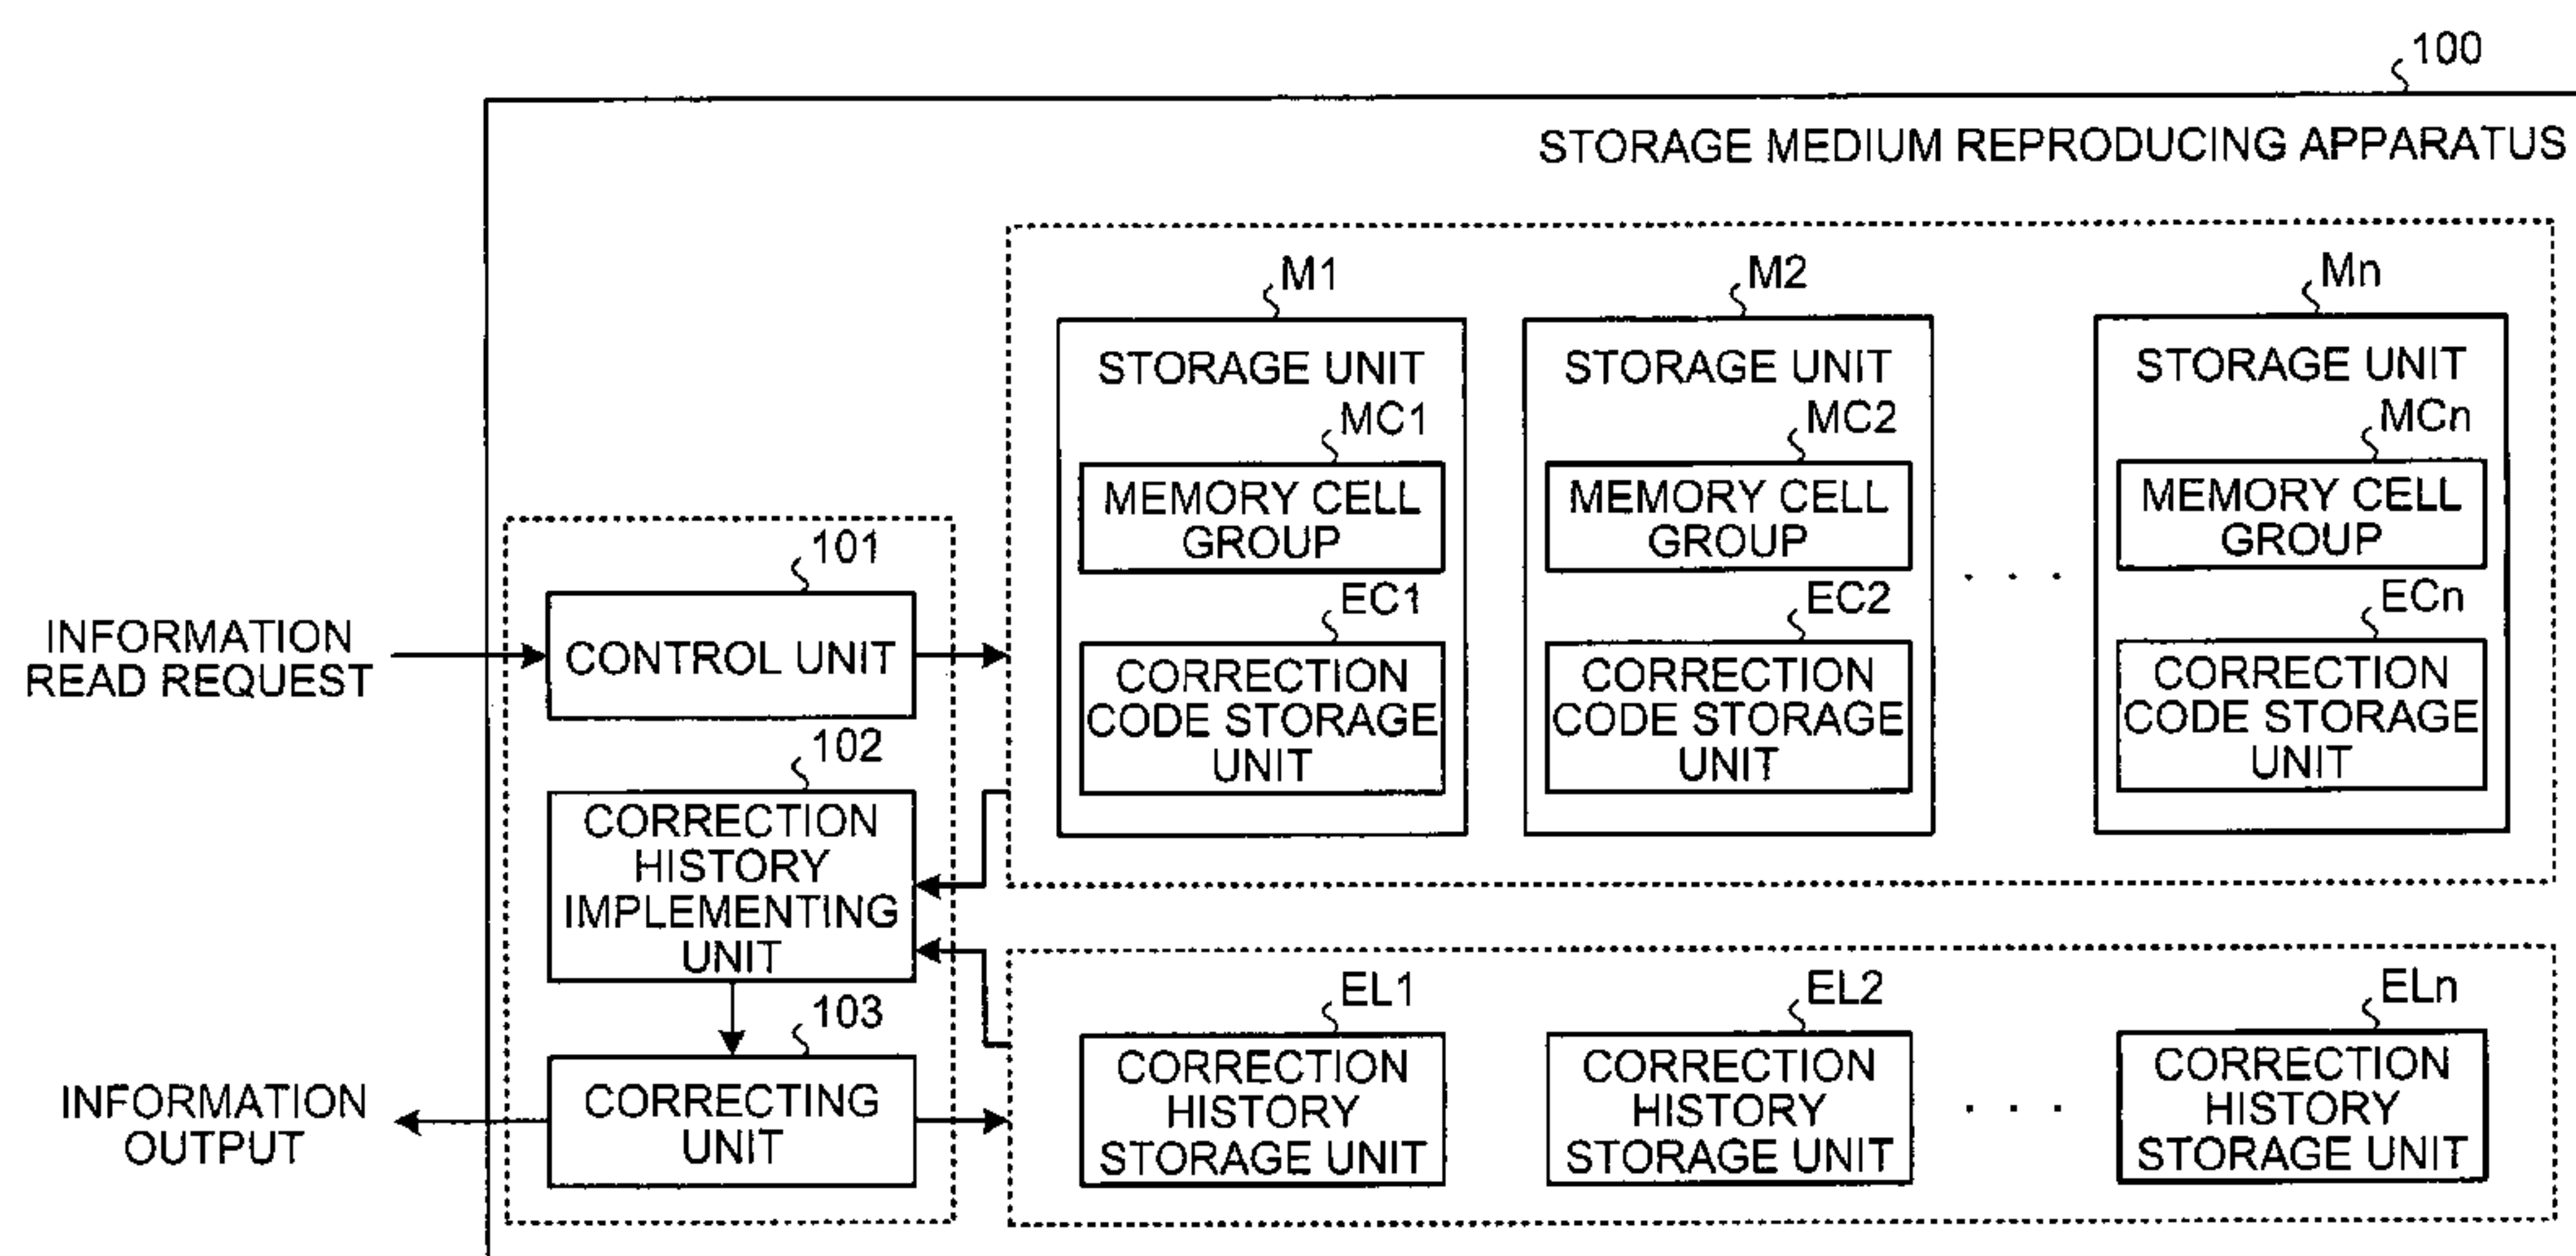 100
STORAGE MEDIUM REPRODUCING APPARATUS
M1
STORAGE UNIT
MC1
MEMORY CELL
GROUP
EC1
CORRECTION
CODE STORAGE
UNIT
M2
STORAGE UNIT
MC2
MEMORY CELL
GROUP
EC2
CORRECTION
CODE STORAGE
UNIT
. . .
Mn
STORAGE UNIT
MCn
MEMORY CELL
GROUP
ECn
CORRECTION
CODE STORAGE
UNIT
INFORMATION
READ REQUEST
101
CONTROL UNIT
102
CORRECTION
HISTORY
IMPLEMENTING
UNIT
103
CORRECTING
UNIT
INFORMATION
OUTPUT
EL1
CORRECTION
HISTORY
STORAGE UNIT
EL2
CORRECTION
HISTORY
STORAGE UNIT
. . .
ELn
CORRECTION
HISTORY
STORAGE UNIT